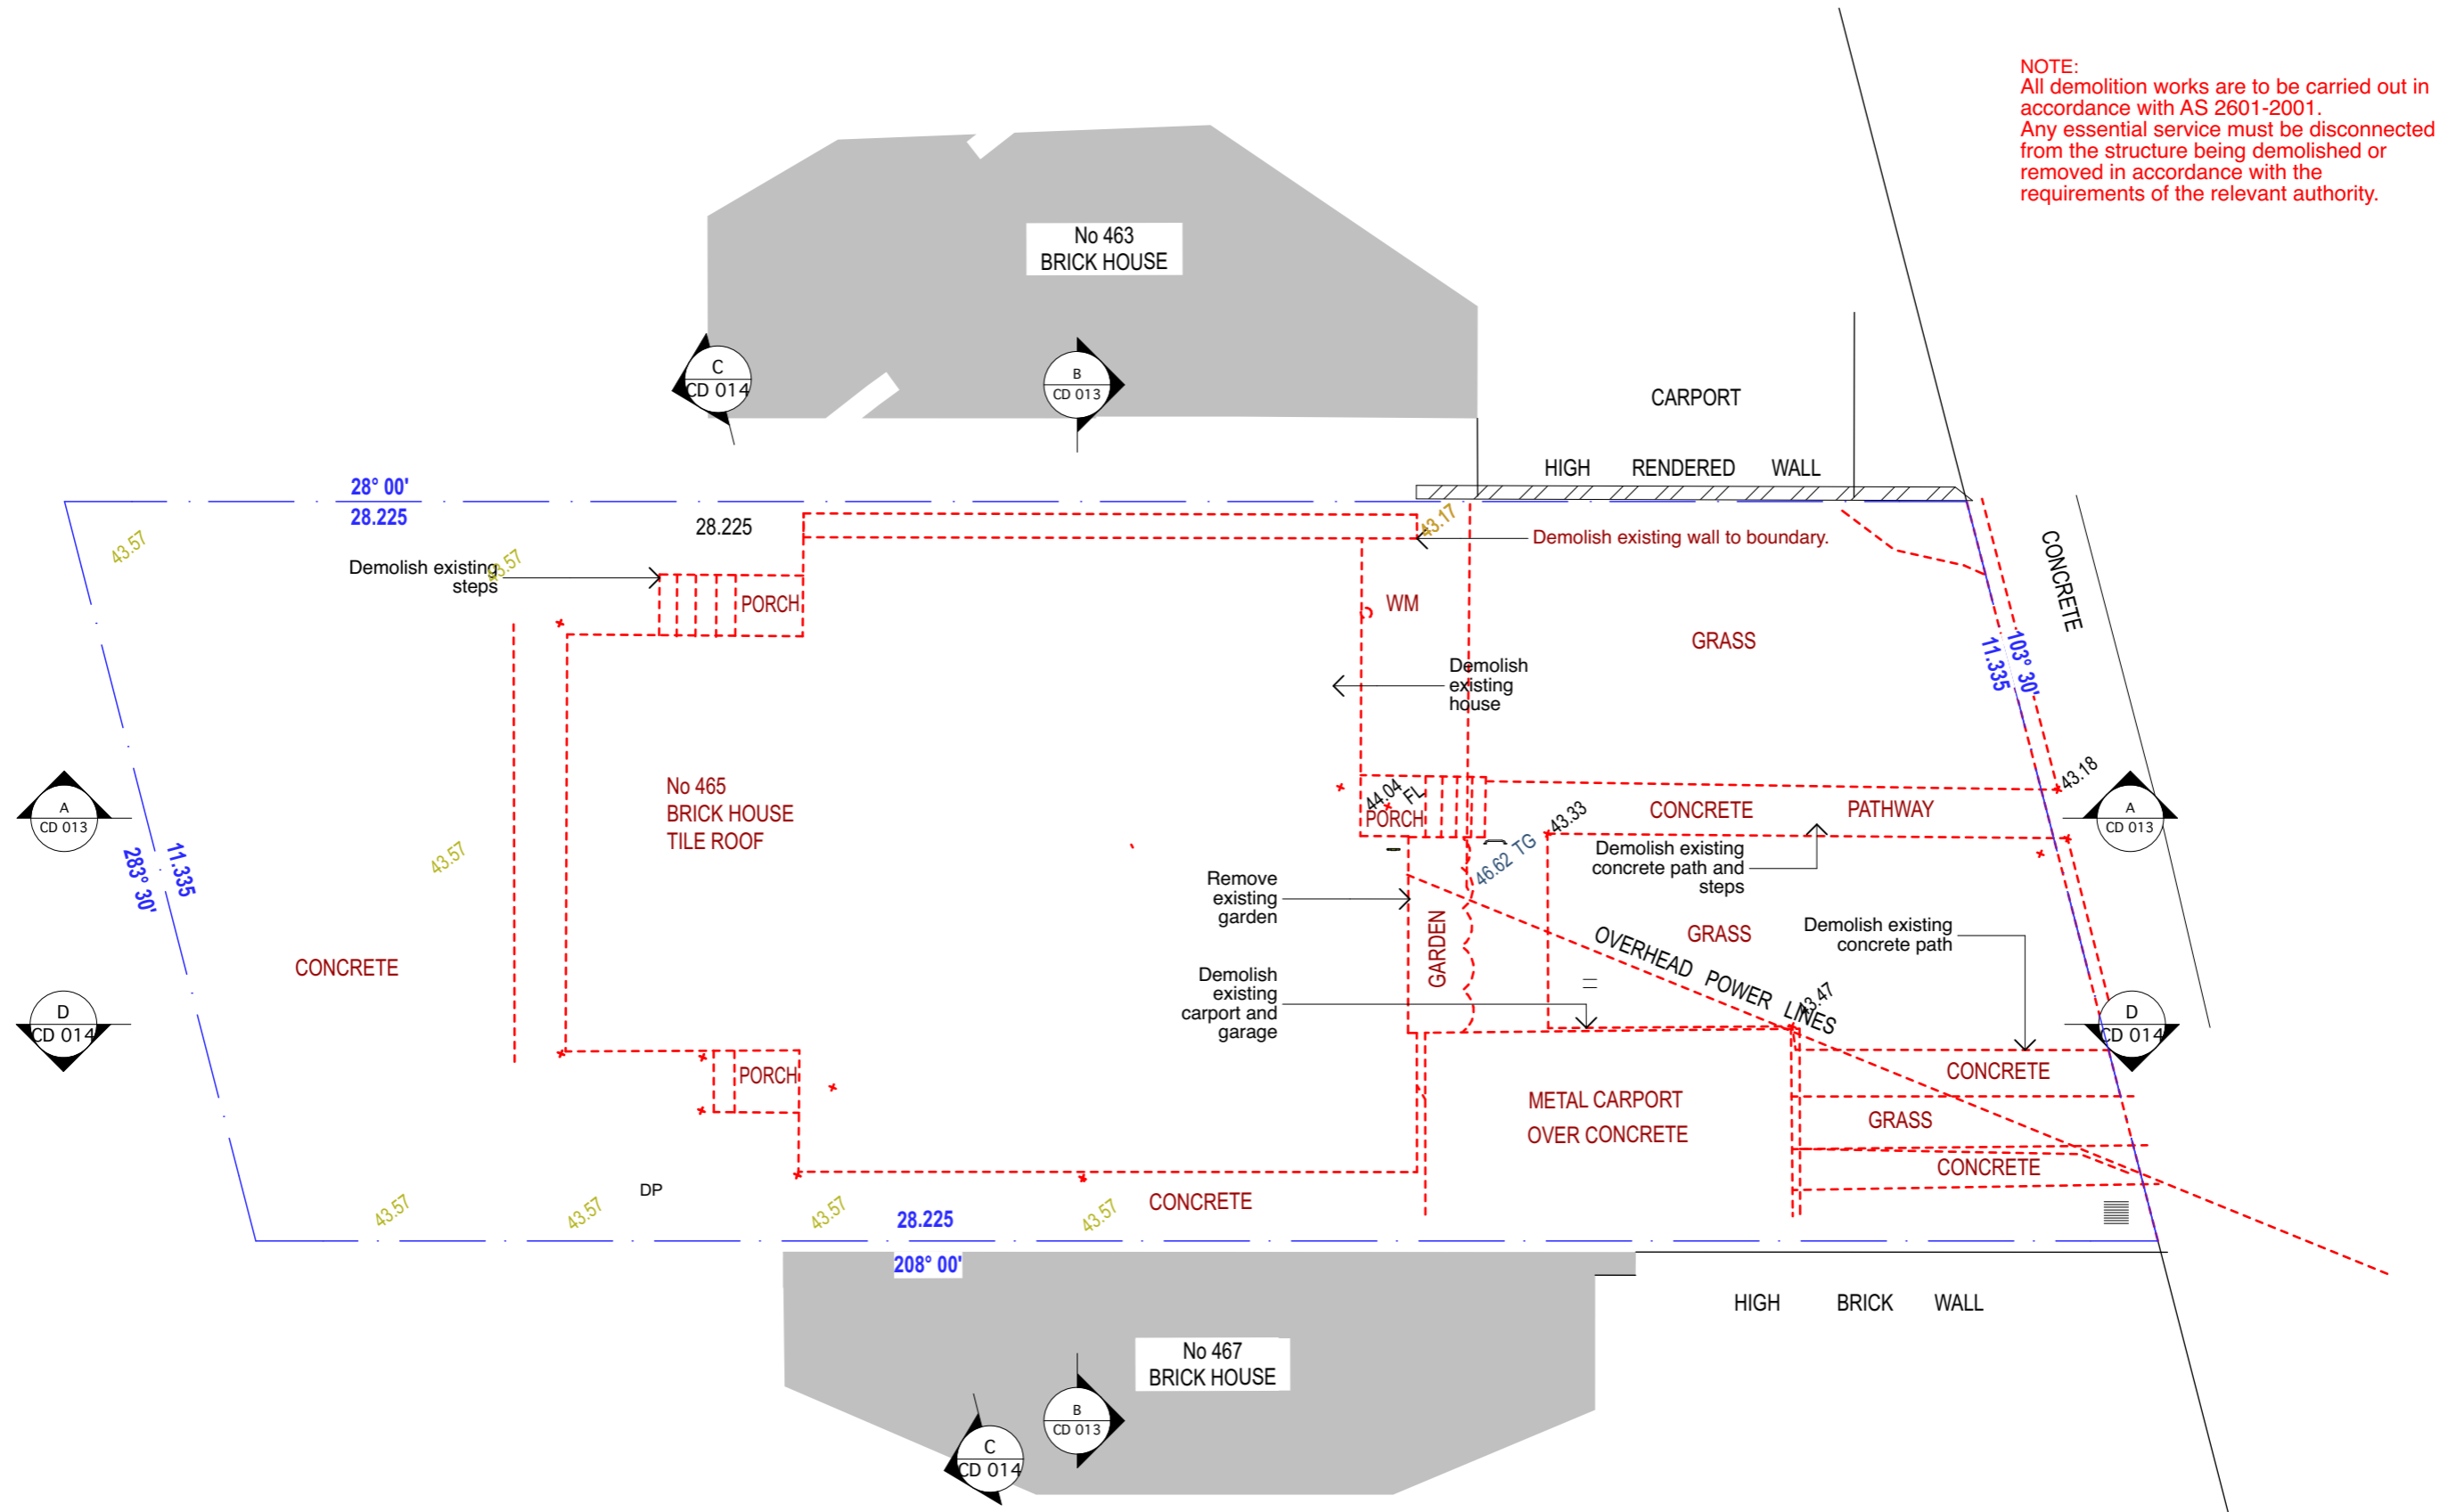 NOTE:
All demolition works are to be carried out in
accordance with AS 2601-2001.
Any essential service must be disconnected
from the structure being demolished or
removed in accordance with the
requirements of the relevant authority.
No 463
BRICK HOUSE
C
CD 014
B
CD 013
CARPORT
HIGH RENDERED WALL
28° 00'
28.225
28.225
43.57
43.57
43.17
Demolish existing wall to boundary.
Demolish existing
steps
PORCH
WM
CONCRETE
GRASS
103° 30'
11.335
Demolish
existing
house
No 465
BRICK HOUSE
TILE ROOF
A
CD 013
44.04 FL
PORCH
43.33
CONCRETE PATHWAY
43.18
A
CD 013
46.62 TG
Demolish existing
concrete path and
steps
43.57
11.335
283° 30'
Remove
existing
garden
GARDEN
GRASS
Demolish existing
concrete path
OVERHEAD POWER LINES
CONCRETE
Demolish
existing
carport and
garage
43.47
D
CD 014
D
CD 014
PORCH
CONCRETE
METAL CARPORT
OVER CONCRETE
GRASS
CONCRETE
DP
43.57
43.57
43.57
43.57
CONCRETE
28.225
208° 00'
HIGH BRICK WALL
No 467
BRICK HOUSE
B
CD 013
C
CD 014